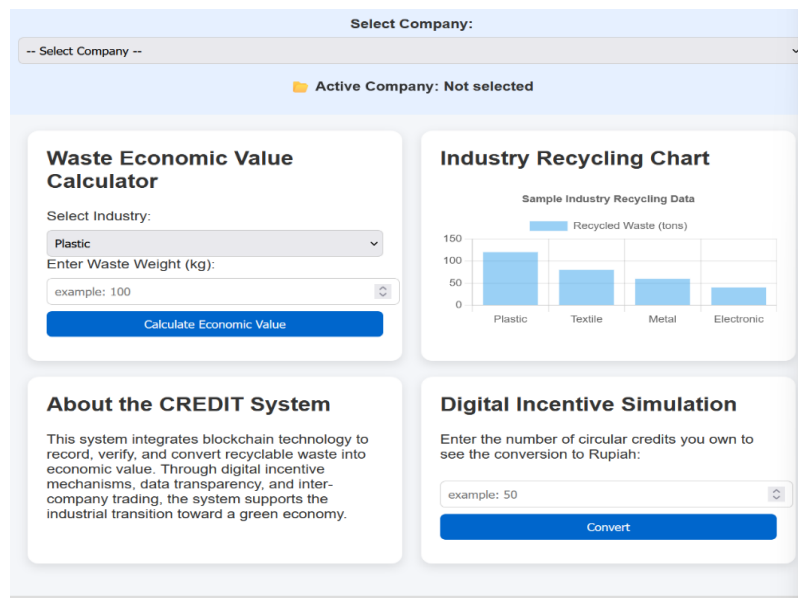 Select Company:
-- Select Company --
Active Company: Not selected
Waste Economic Value
Calculator
Select Industry:
Plastic
Enter Waste Weight (kg):
example: 100
Calculate Economic Value
Industry Recycling Chart
Sample Industry Recycling Data
Recycled Waste (tons)
150
100
50
0
Plastic Textile Metal Electronic
About the CREDIT System
This system integrates blockchain technology to
record, verify, and convert recyclable waste into
economic value. Through digital incentive
mechanisms, data transparency, and inter-
company trading, the system supports the
industrial transition toward a green economy.
Digital Incentive Simulation
Enter the number of circular credits you own to
see the conversion to Rupiah:
example: 50
Convert